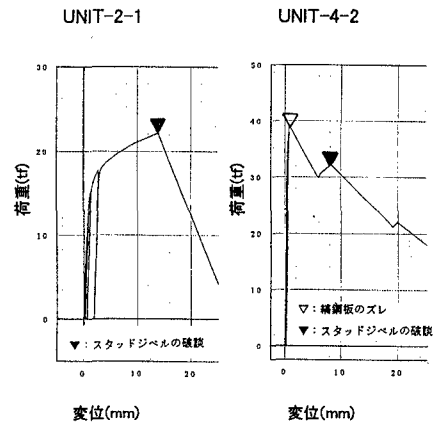 UNIT-2-1
UNIT-4-2
30
20
10
0
荷重(tf)
▼：スタッドジベルの破談
0
10
20
変位(mm)
50
40
30
20
10
0
荷重(tf)
▽：縞鋼板のズレ
▼：スタッドジベルの破談
0
10
20
変位(mm)